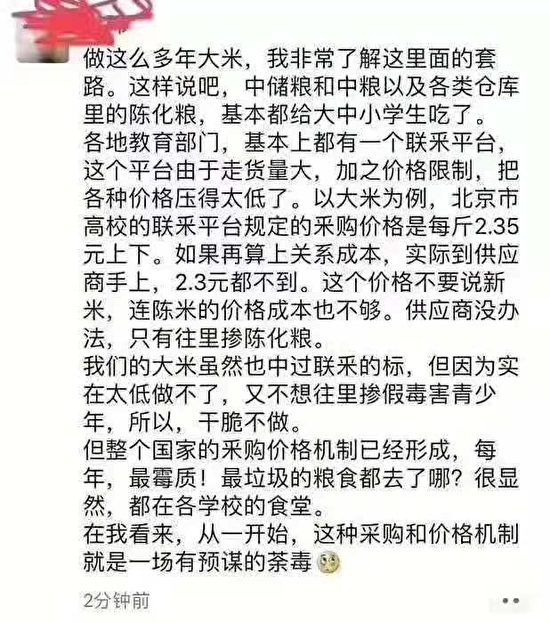 做这么多年大米，我非常了解这里面的套
路。这样说吧，中储粮和中粮以及各类仓库
里的陈化粮，基本都给大中小学生吃了。
各地教育部门，基本上都有一个联采平台，
这个平台由于走货量大，加之价格限制，把
各种价格压得太低了。以大米为例，北京市
高校的联采平台规定的采购价格是每斤2.35
元上下。如果再算上关系成本，实际到供应
商手上，2.3元都不到。这个价格不要说新
米，连陈米的价格成本也不够。供应商没办
法，只有往里掺陈化粮。
我们的大米虽然也中过联采的标，但因为实
在太低做不了，又不想往里掺假毒害青少
年，所以，干脆不做。
但整个国家的采购价格机制已经形成，每
年，最霉质！最垃圾的粮食都去了哪？很显
然，都在各学校的食堂。
在我看来，从一开始，这种采购和价格机制
就是一场有预谋的荼毒
2分钟前